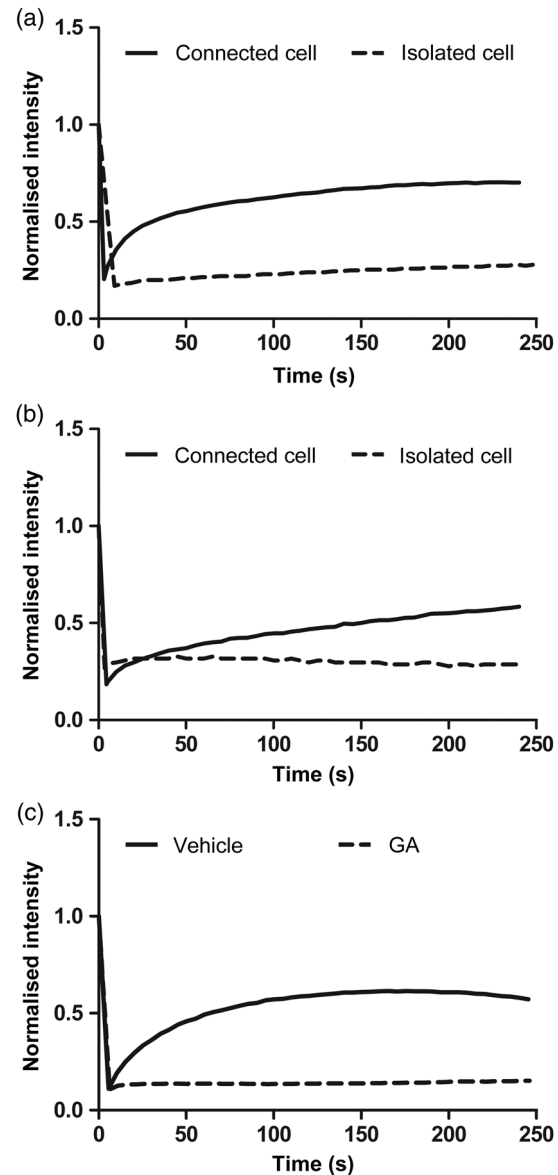 (a)
1.5
Connected cell
Isolated cell
1.0
0.5
0.0
Normalised intensity
0 50 100 150 200 250
Time (s)
(b)
1.5
Connected cell
Isolated cell
1.0
0.5
0.0
Normalised intensity
0 50 100 150 200 250
Time (s)
(c)
1.5
Vehicle
GA
1.0
0.5
0.0
Normalised intensity
0 50 100 150 200 250
Time (s)